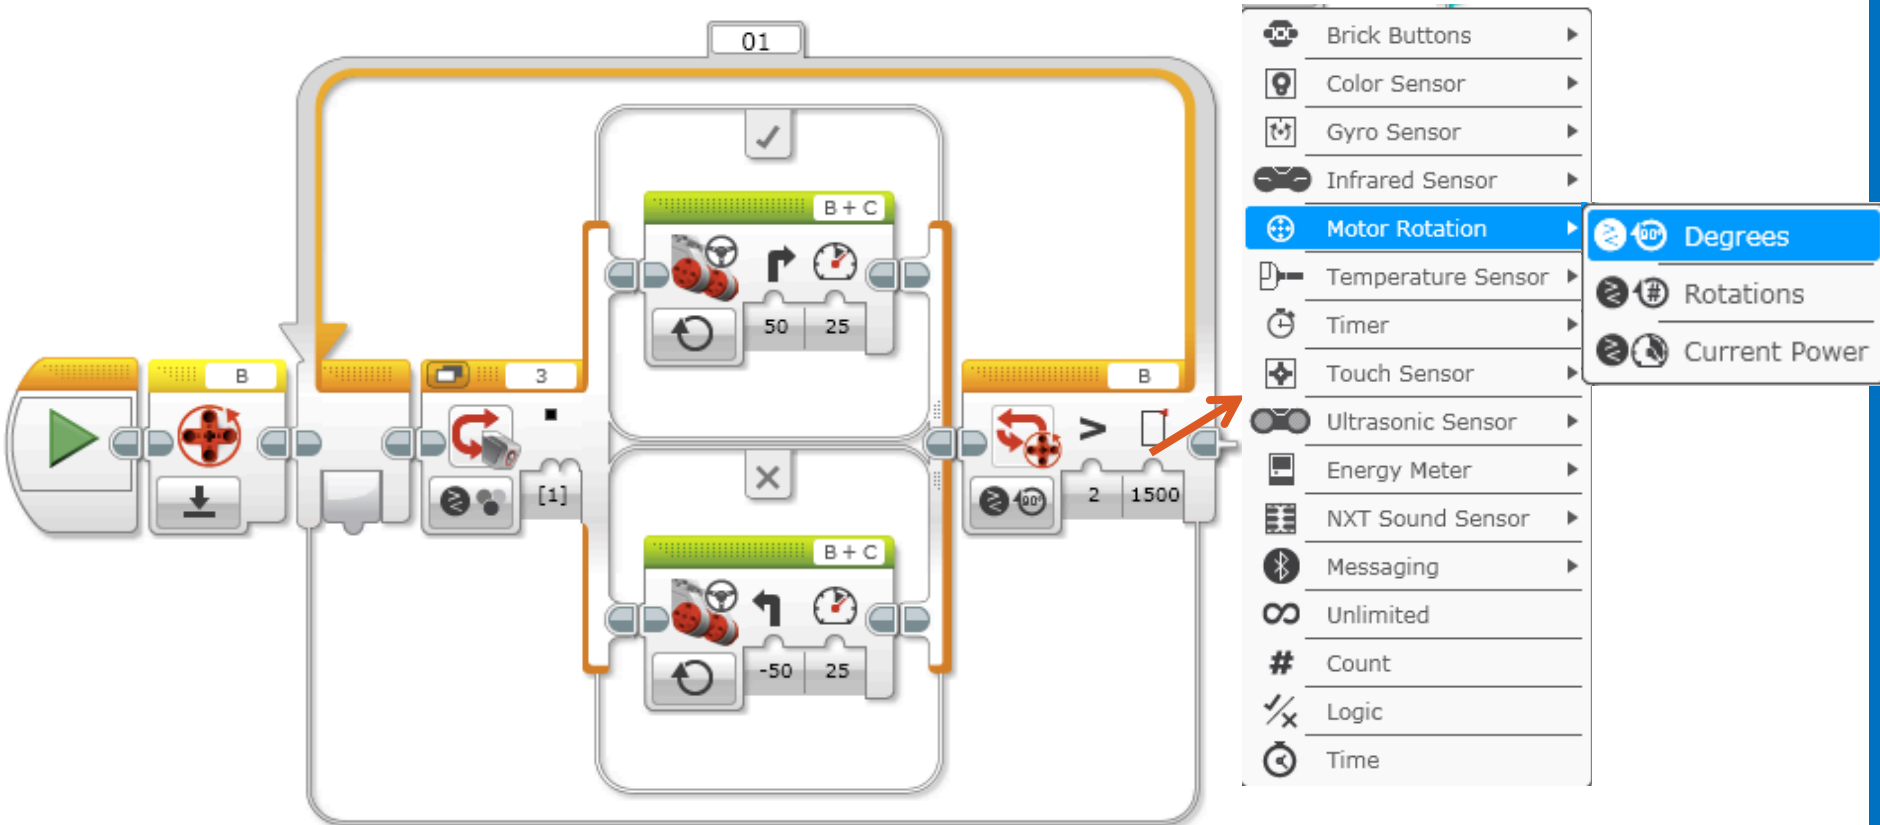 01
B
3
[1]
B + C
50 25
B + C
-50 25
B
> 
90°
2 1500
Brick Buttons
Color Sensor
Gyro Sensor
Infrared Sensor
Motor Rotation
Temperature Sensor
Timer
Touch Sensor
Ultrasonic Sensor
Energy Meter
NXT Sound Sensor
Messaging
Unlimited
# Count
Logic
Time
90° Degrees
# Rotations
Current Power